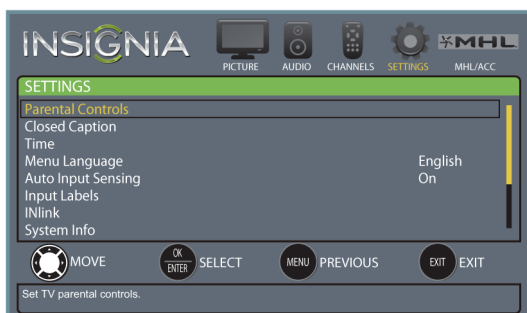 INSIGNIA
PICTURE AUDIO CHANNELS SETTINGS MHL MHL/ACC
SETTINGS
Parental Controls
Closed Caption
Time
Menu Language English
Auto Input Sensing On
Input Labels
INlink
System Info
MOVE OK ENTER SELECT MENU PREVIOUS EXIT EXIT
Set TV parental controls.